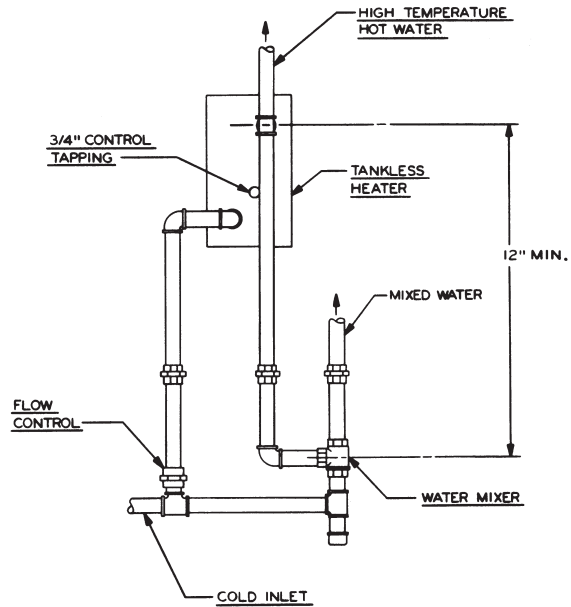 HIGH TEMPERATURE
HOT WATER
3/4" CONTROL
TAPPING
TANKLESS
HEATER
12" MIN.
MIXED WATER
FLOW
CONTROL
WATER MIXER
COLD INLET